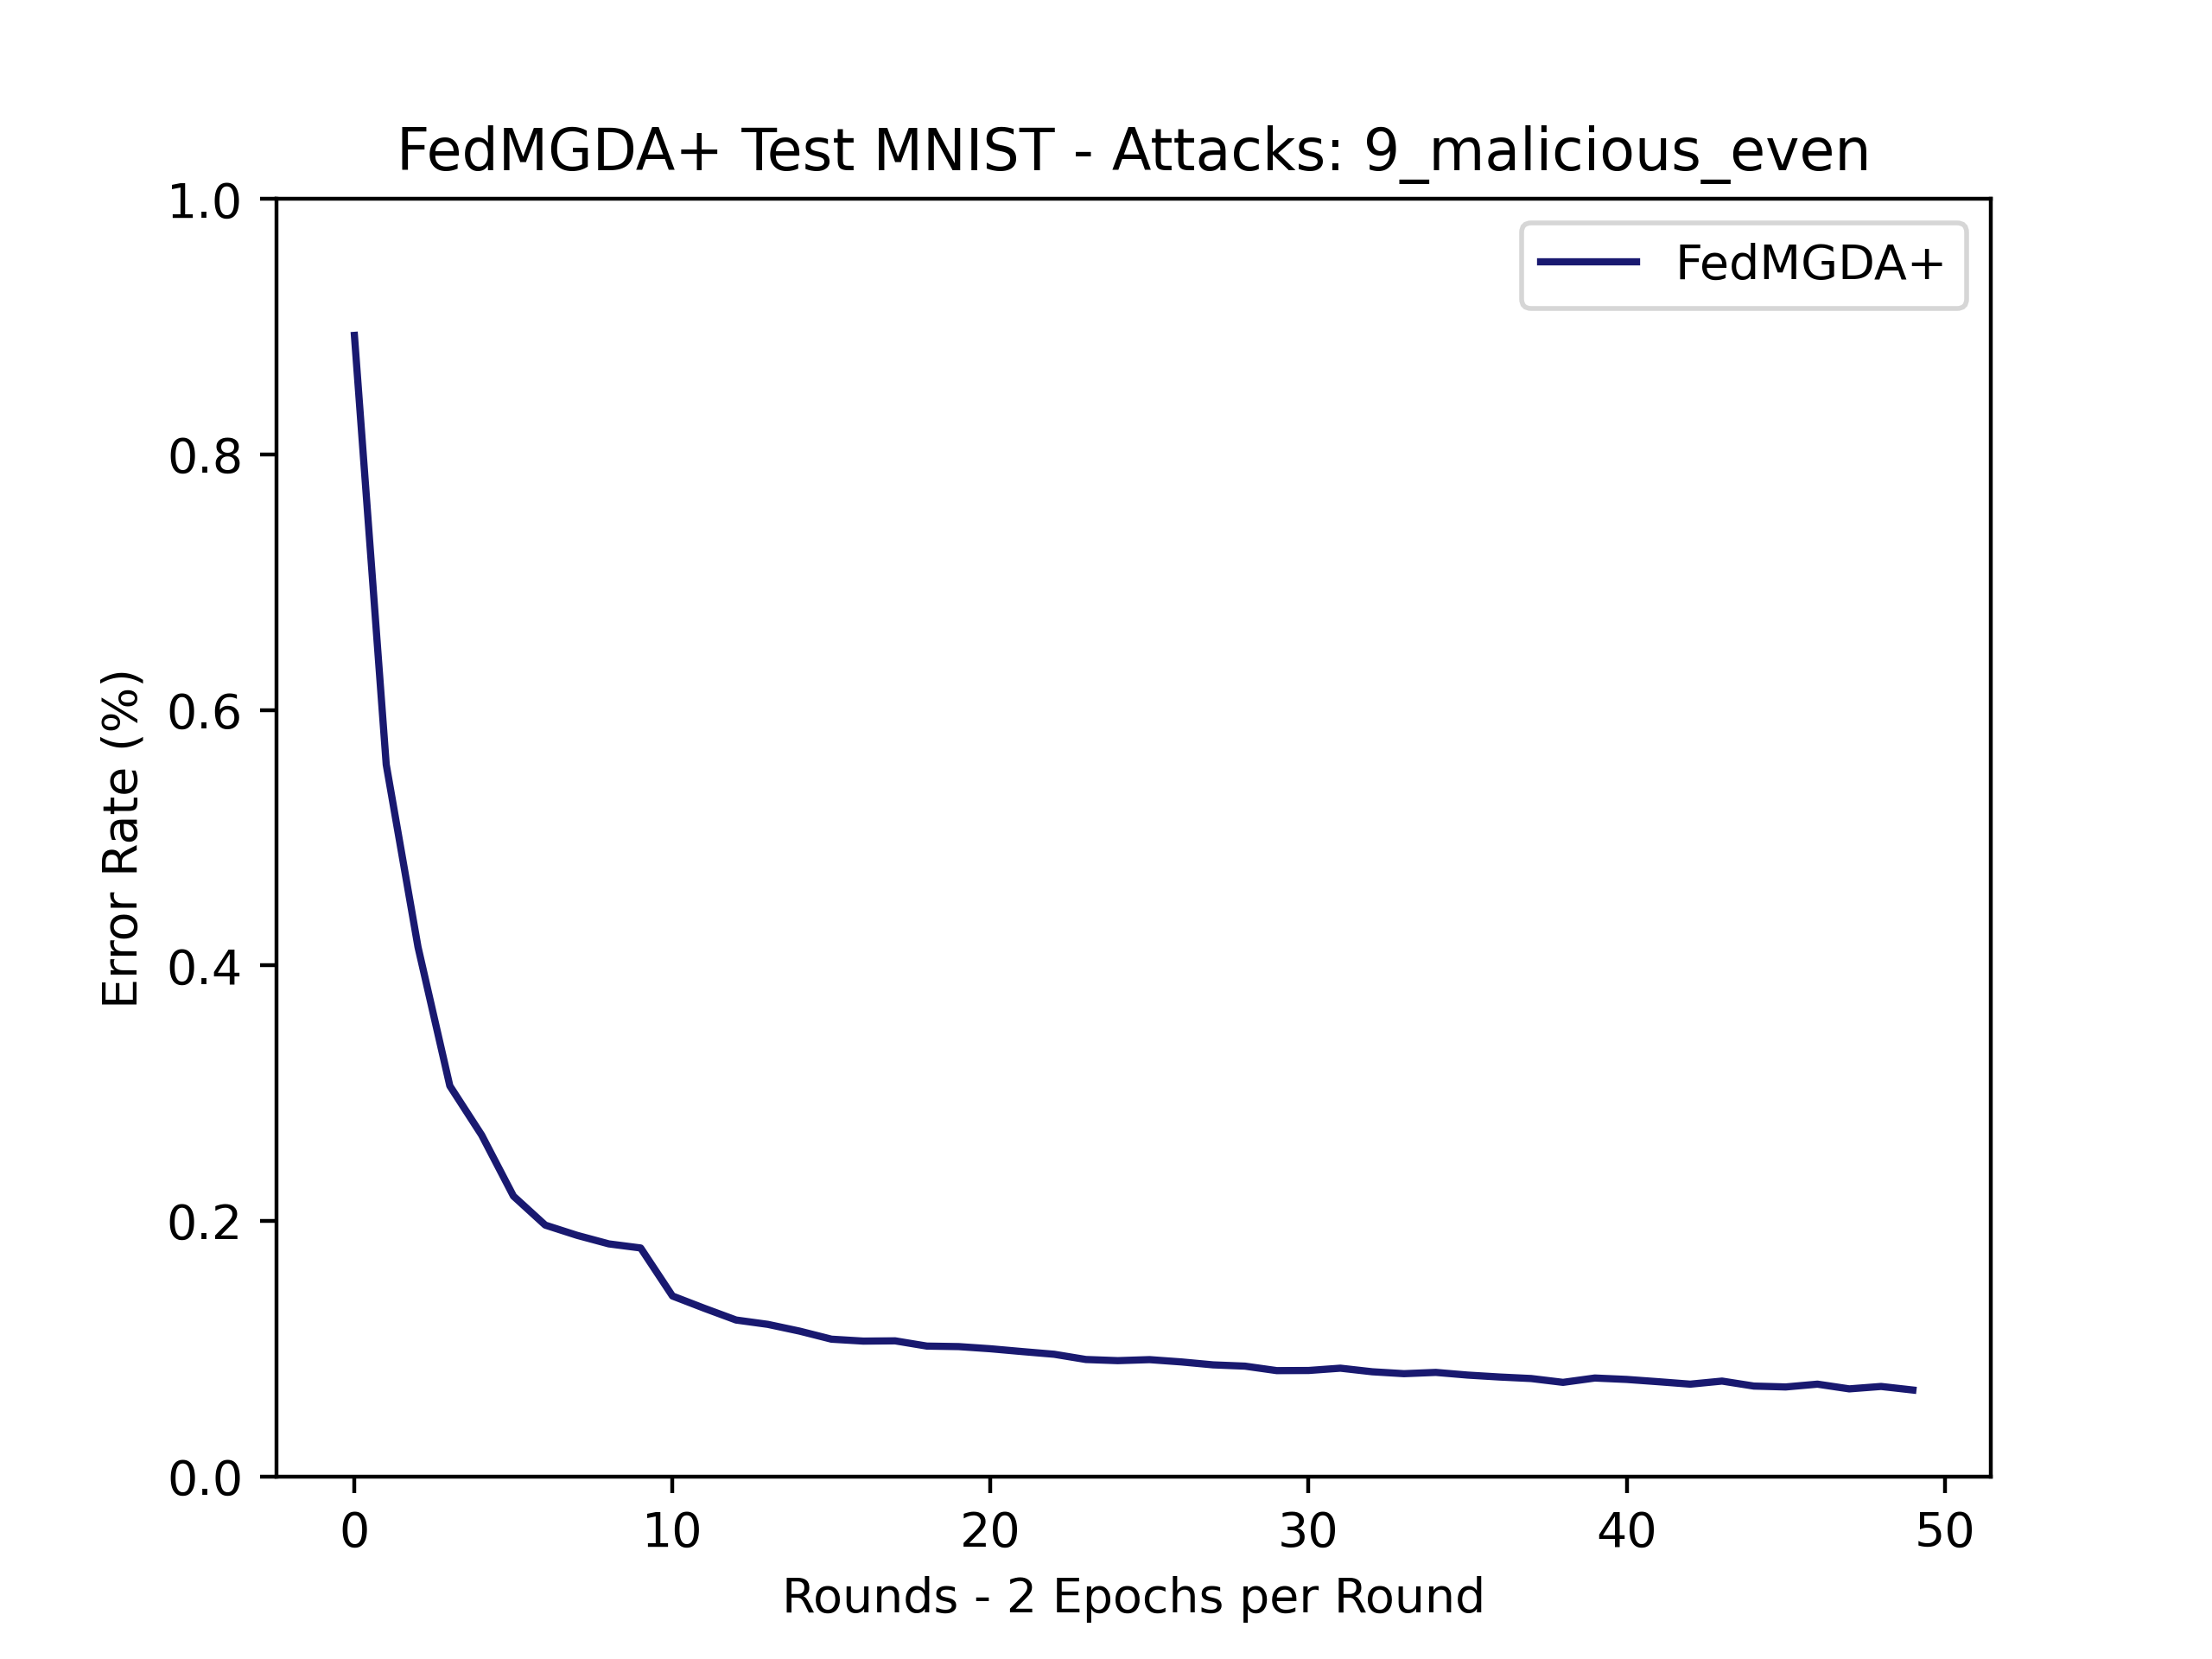 FedMGDA+ Test MNIST - Attacks: 9_malicious_even
FedMGDA+
Error Rate (%)
1.0
0.8
0.6
0.4
0.2
0.0
0 10 20 30 40 50
Rounds - 2 Epochs per Round